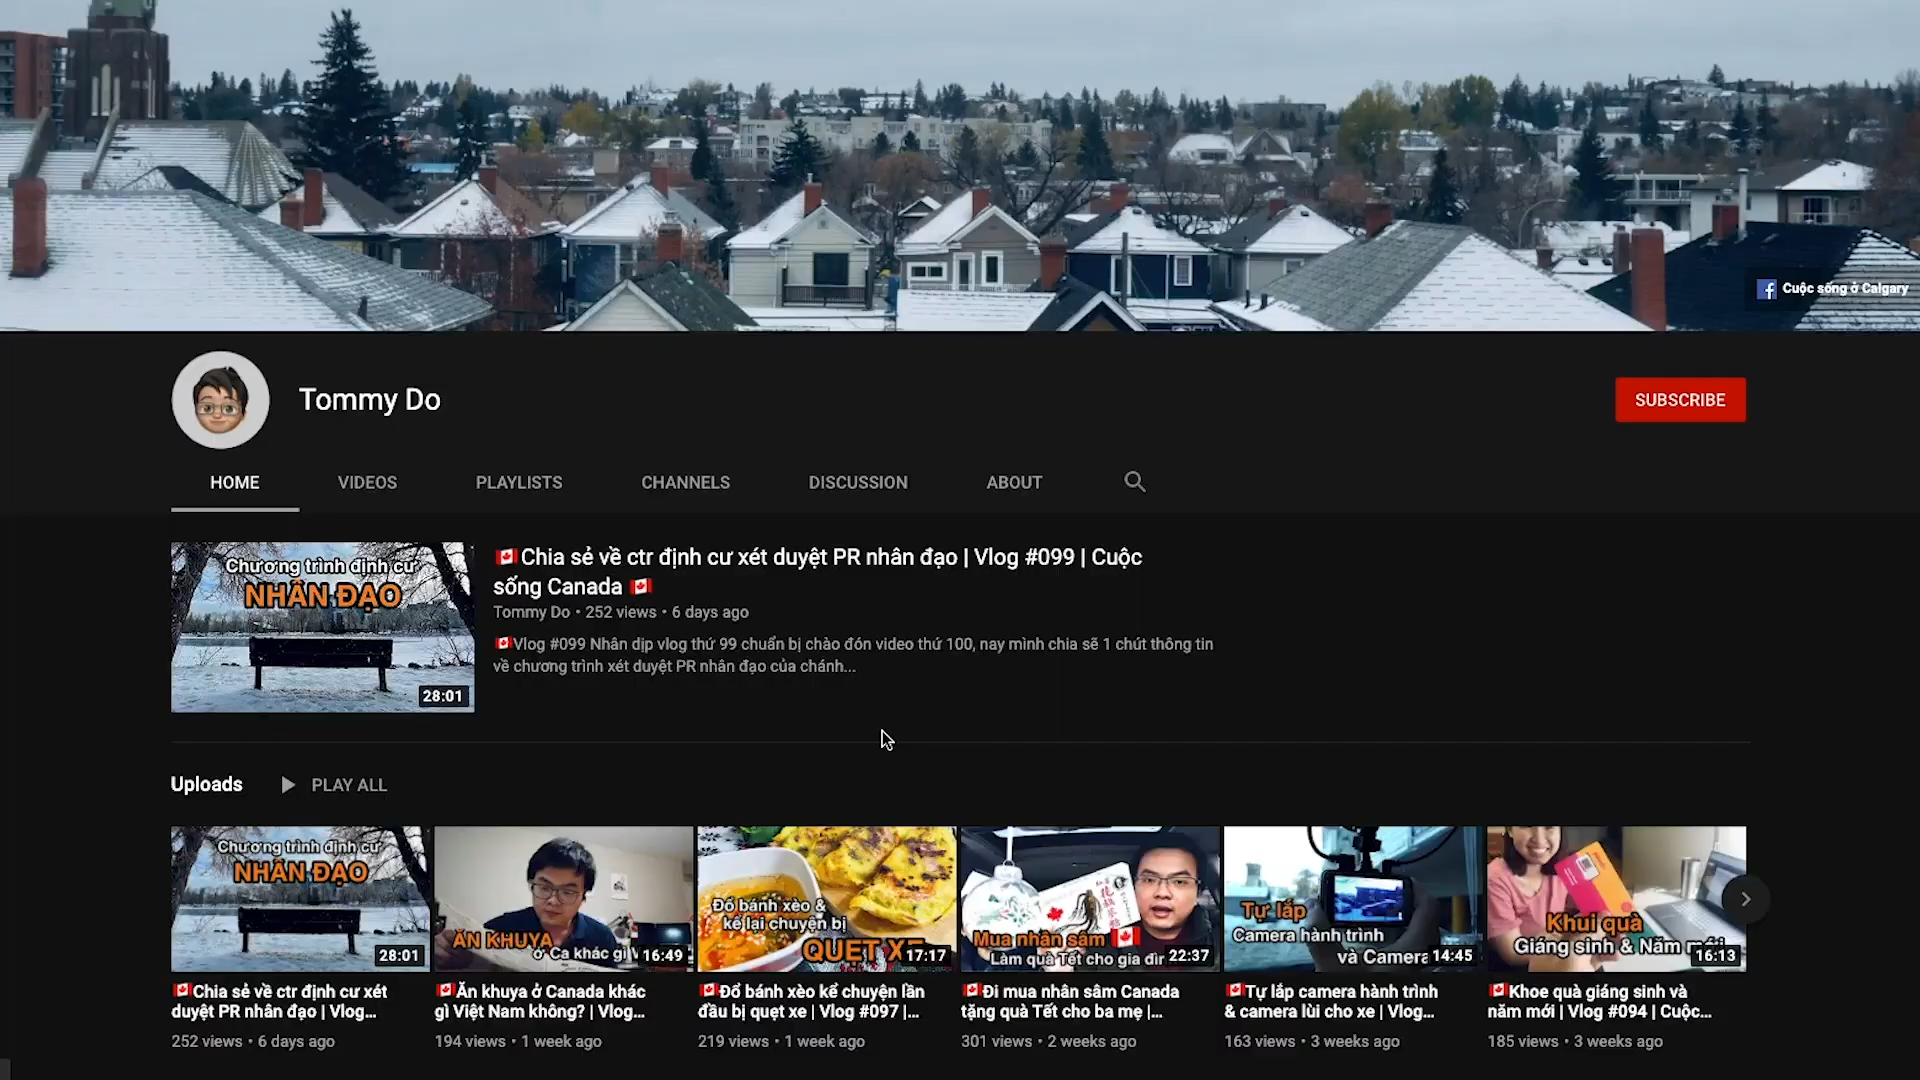 Cuộc sống ở Calgary
Tommy Do
SUBSCRIBE
HOME
VIDEOS
PLAYLISTS
CHANNELS
DISCUSSION
ABOUT
Chương trình định cư
NHÂN ĐẠO
28:01
Chia sẻ về ctr định cư xét duyệt PR nhân đạo | Vlog #099 | Cuộc
sống Canada
Tommy Do • 252 views • 6 days ago
Vlog #099 Nhân dịp vlog thứ 99 chuẩn bị chào đón video thứ 100, nay mình chia sẽ 1 chút thông tin
về chương trình xét duyệt PR nhân đạo của chánh...
Uploads
PLAY ALL
Chương trình định cư
NHÂN ĐẠO
28:01
Chia sẻ về ctr định cư xét
duyệt PR nhân đạo | Vlog...
252 views • 6 days ago
ĂN KHUYA
ở Ca khác gì V
16:49
Ăn khuya ở Canada khác
gì Việt Nam không? | Vlog...
194 views • 1 week ago
Đổ bánh xèo &
kể lại chuyện bị
QUẸT X
17:17
Đổ bánh xèo kể chuyện lần
đầu bị quẹt xe | Vlog #097 |...
219 views • 1 week ago
Mua nhân sâm
Làm quà Tết cho gia đìn
22:37
Đi mua nhân sâm Canada
tặng quà Tết cho ba mẹ |...
301 views • 2 weeks ago
Tự lắp
Camera hành trình
và Camera
14:45
Tự lắp camera hành trình
& camera lùi cho xe | Vlog...
163 views • 3 weeks ago
Khui quà
Giáng sinh & Năm mới
16:13
Khoe quà giáng sinh và
năm mới | Vlog #094 | Cuộc...
185 views • 3 weeks ago